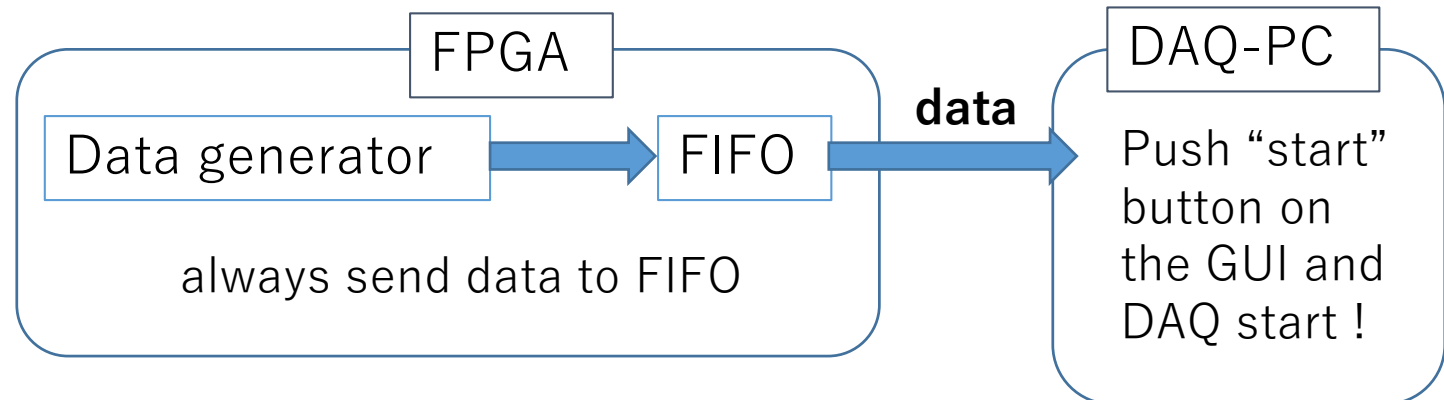 FPGA
Data generator
FIFO
always send data to FIFO
data
DAQ-PC
Push “start”
button on
the GUI and
DAQ start !